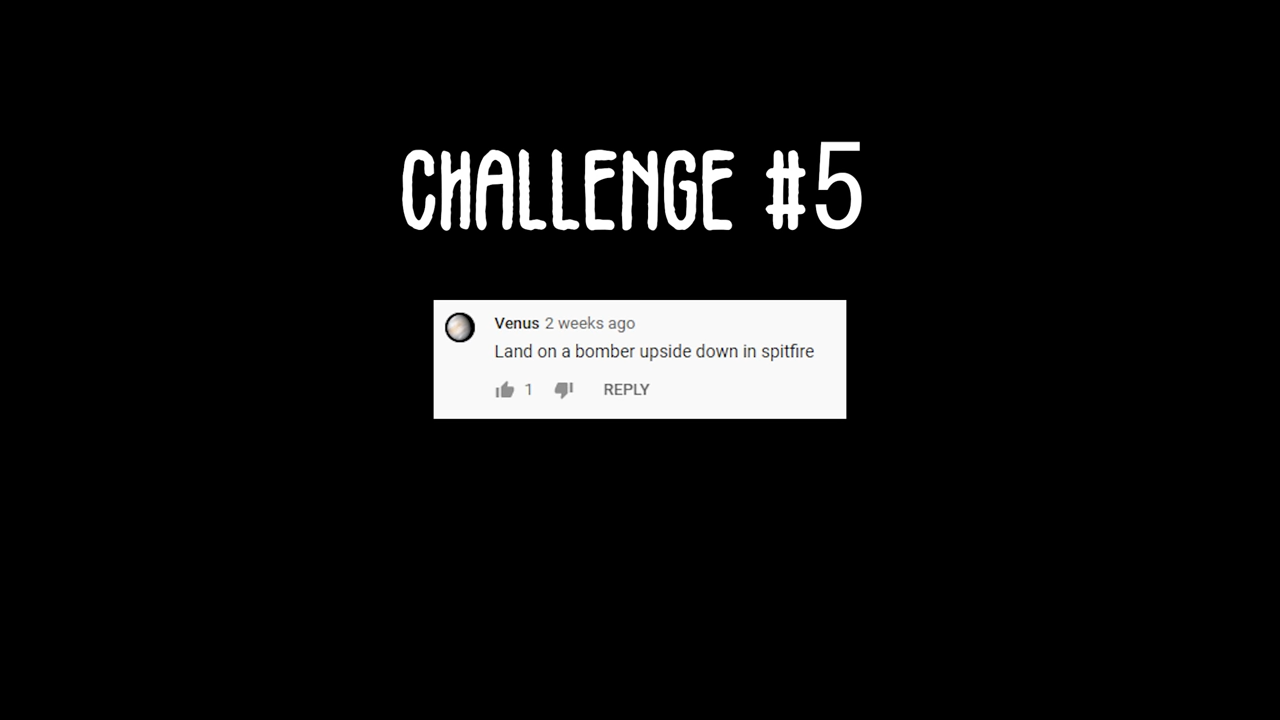 CHALLENGE #5
Venus 2 weeks ago
Land on a bomber upside down in spitfire
1 REPLY